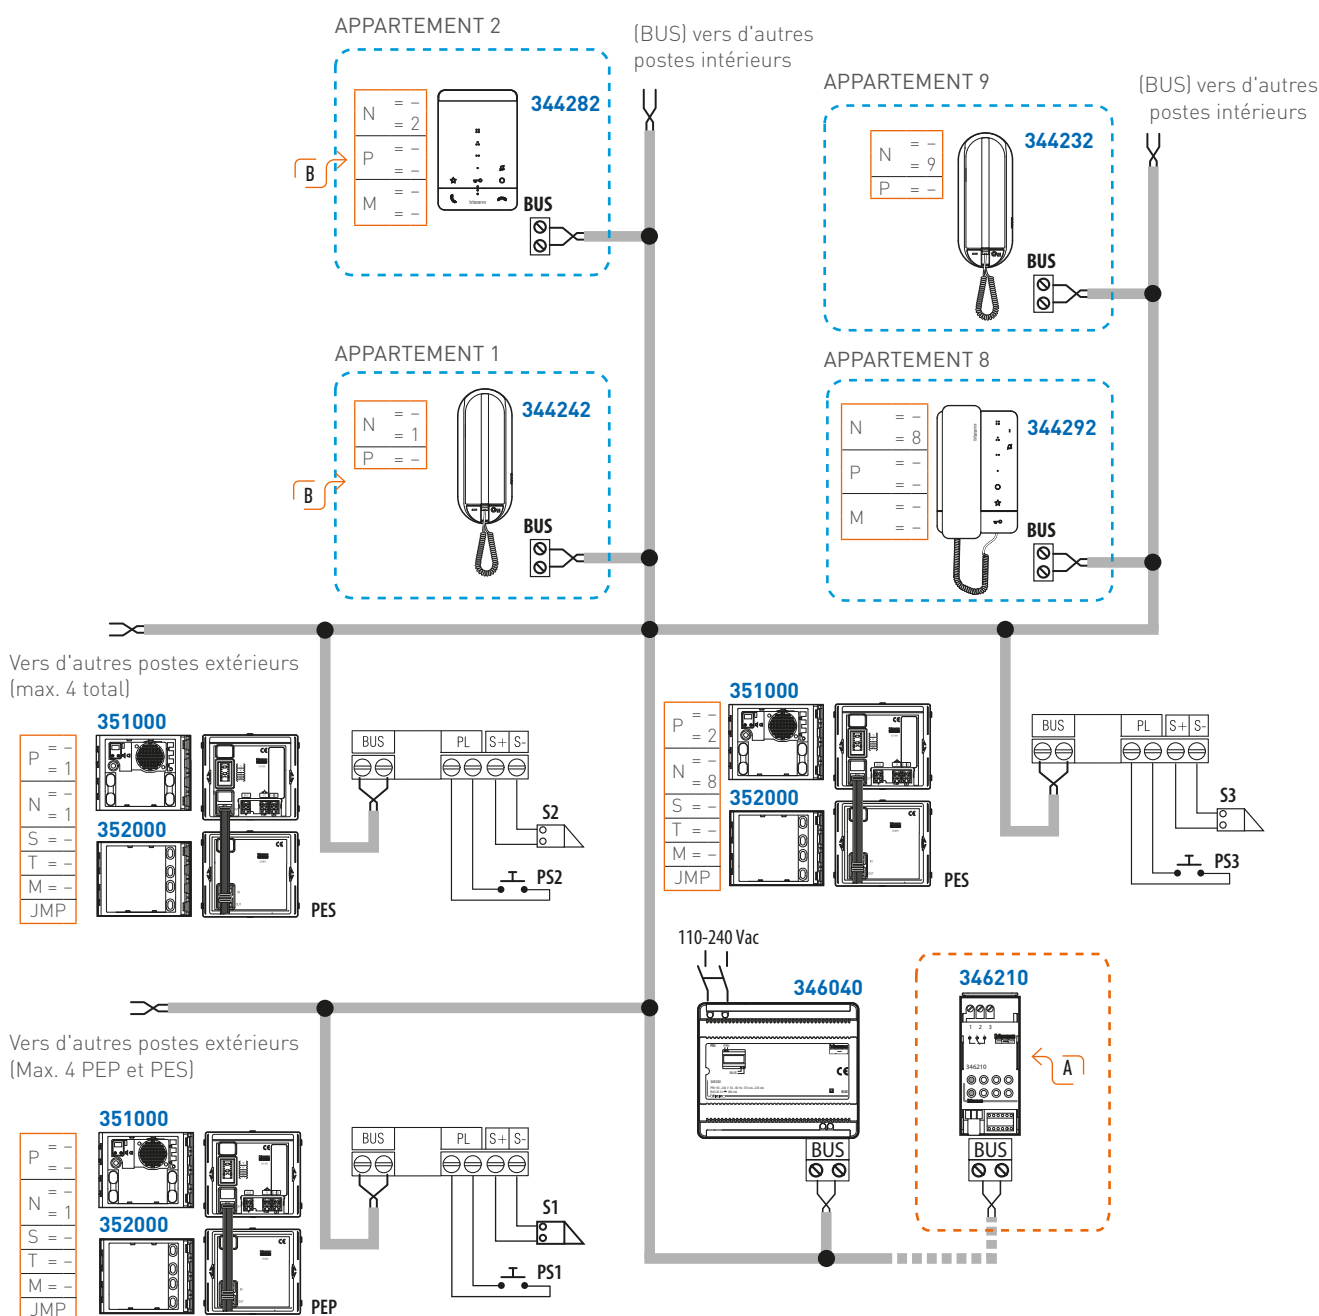 APPARTEMENT 2
(BUS) vers d'autres
postes intérieurs
N = –
= 2
P = –
= –
M = –
= –
344282
B
BUS
APPARTEMENT 9
(BUS) vers d'autres
postes intérieurs
N = –
= 9
P = –
344232
BUS
APPARTEMENT 1
N = –
= 1
P = –
344242
B
BUS
APPARTEMENT 8
N = –
= 8
P = –
= –
M = –
= –
344292
BUS
Vers d'autres postes extérieurs
(max. 4 total)
351000
P = –
= 1
N = –
= 1
S = –
T = –
M = –
JMP
352000
PES
BUS PL S+ S-
S2
PS2
351000
P = –
= 2
N = –
= 8
S = –
T = –
M = –
JMP
352000
PES
BUS PL S+ S-
S3
PS3
110-240 Vac
346040
BUS
346210
1 2 3
346210
A
BUS
Vers d'autres postes extérieurs
(Max. 4 PEP et PES)
351000
P = –
= –
N = –
= 1
S = –
T = –
M = –
JMP
352000
PEP
BUS PL S+ S-
S1
PS1